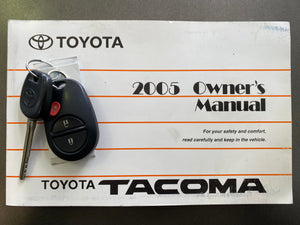 TOYOTA
2005 Owner's
Manual
For your safety and comfort,
read carefully and keep in the vehicle.
TOYOTA TACOMA